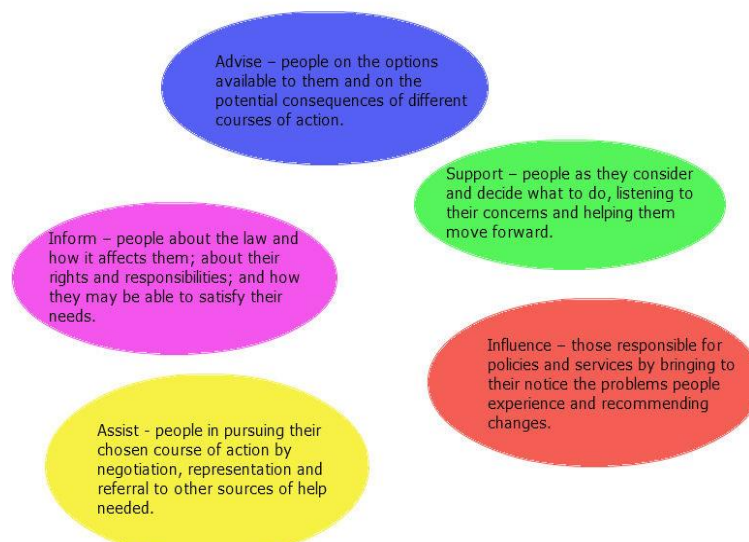 Advise – people on the options
available to them and on the
potential consequences of different
courses of action.
Support – people as they consider
and decide what to do, listening to
their concerns and helping them
move forward.
Inform – people about the law and
how it affects them; about their
rights and responsibilities; and how
they may be able to satisfy their
needs.
Influence – those responsible for
policies and services by bringing to
their notice the problems people
experience and recommending
changes.
Assist - people in pursuing their
chosen course of action by
negotiation, representation and
referral to other sources of help
needed.